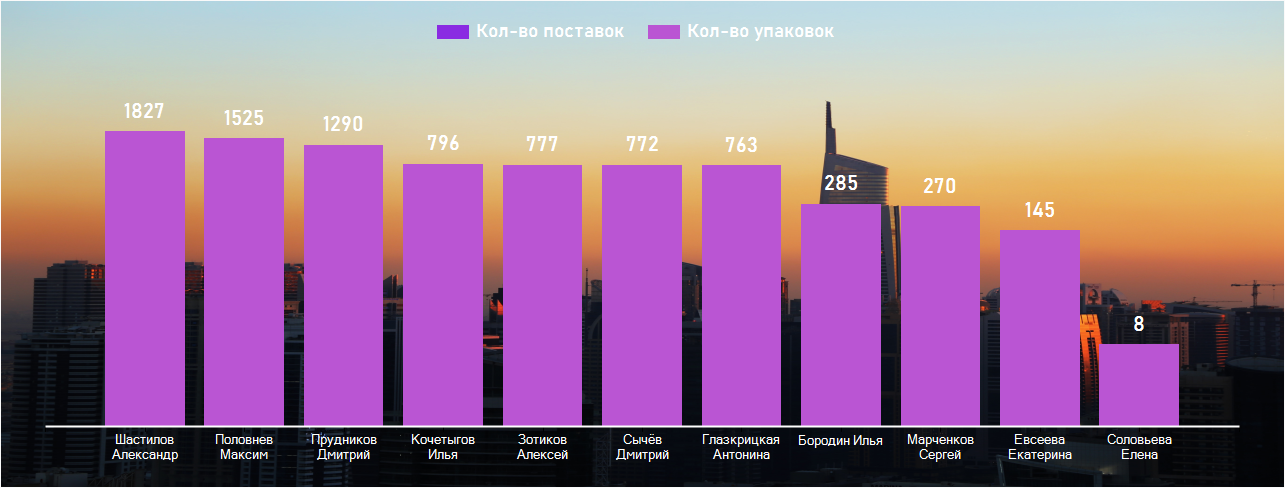 Кол-во поставок Кол-во упаковок
1827 1525 1290 796 777 772 763 285 270 145 8
Шастилов Половнев Прудников Кочетыгов Зотиков Сычёв Глазкрицкая Бородин Илья Марченков Евсеева Соловьева
Александр Максим Дмитрий Илья Алексей Дмитрий Антонина Сергей Екатерина Елена